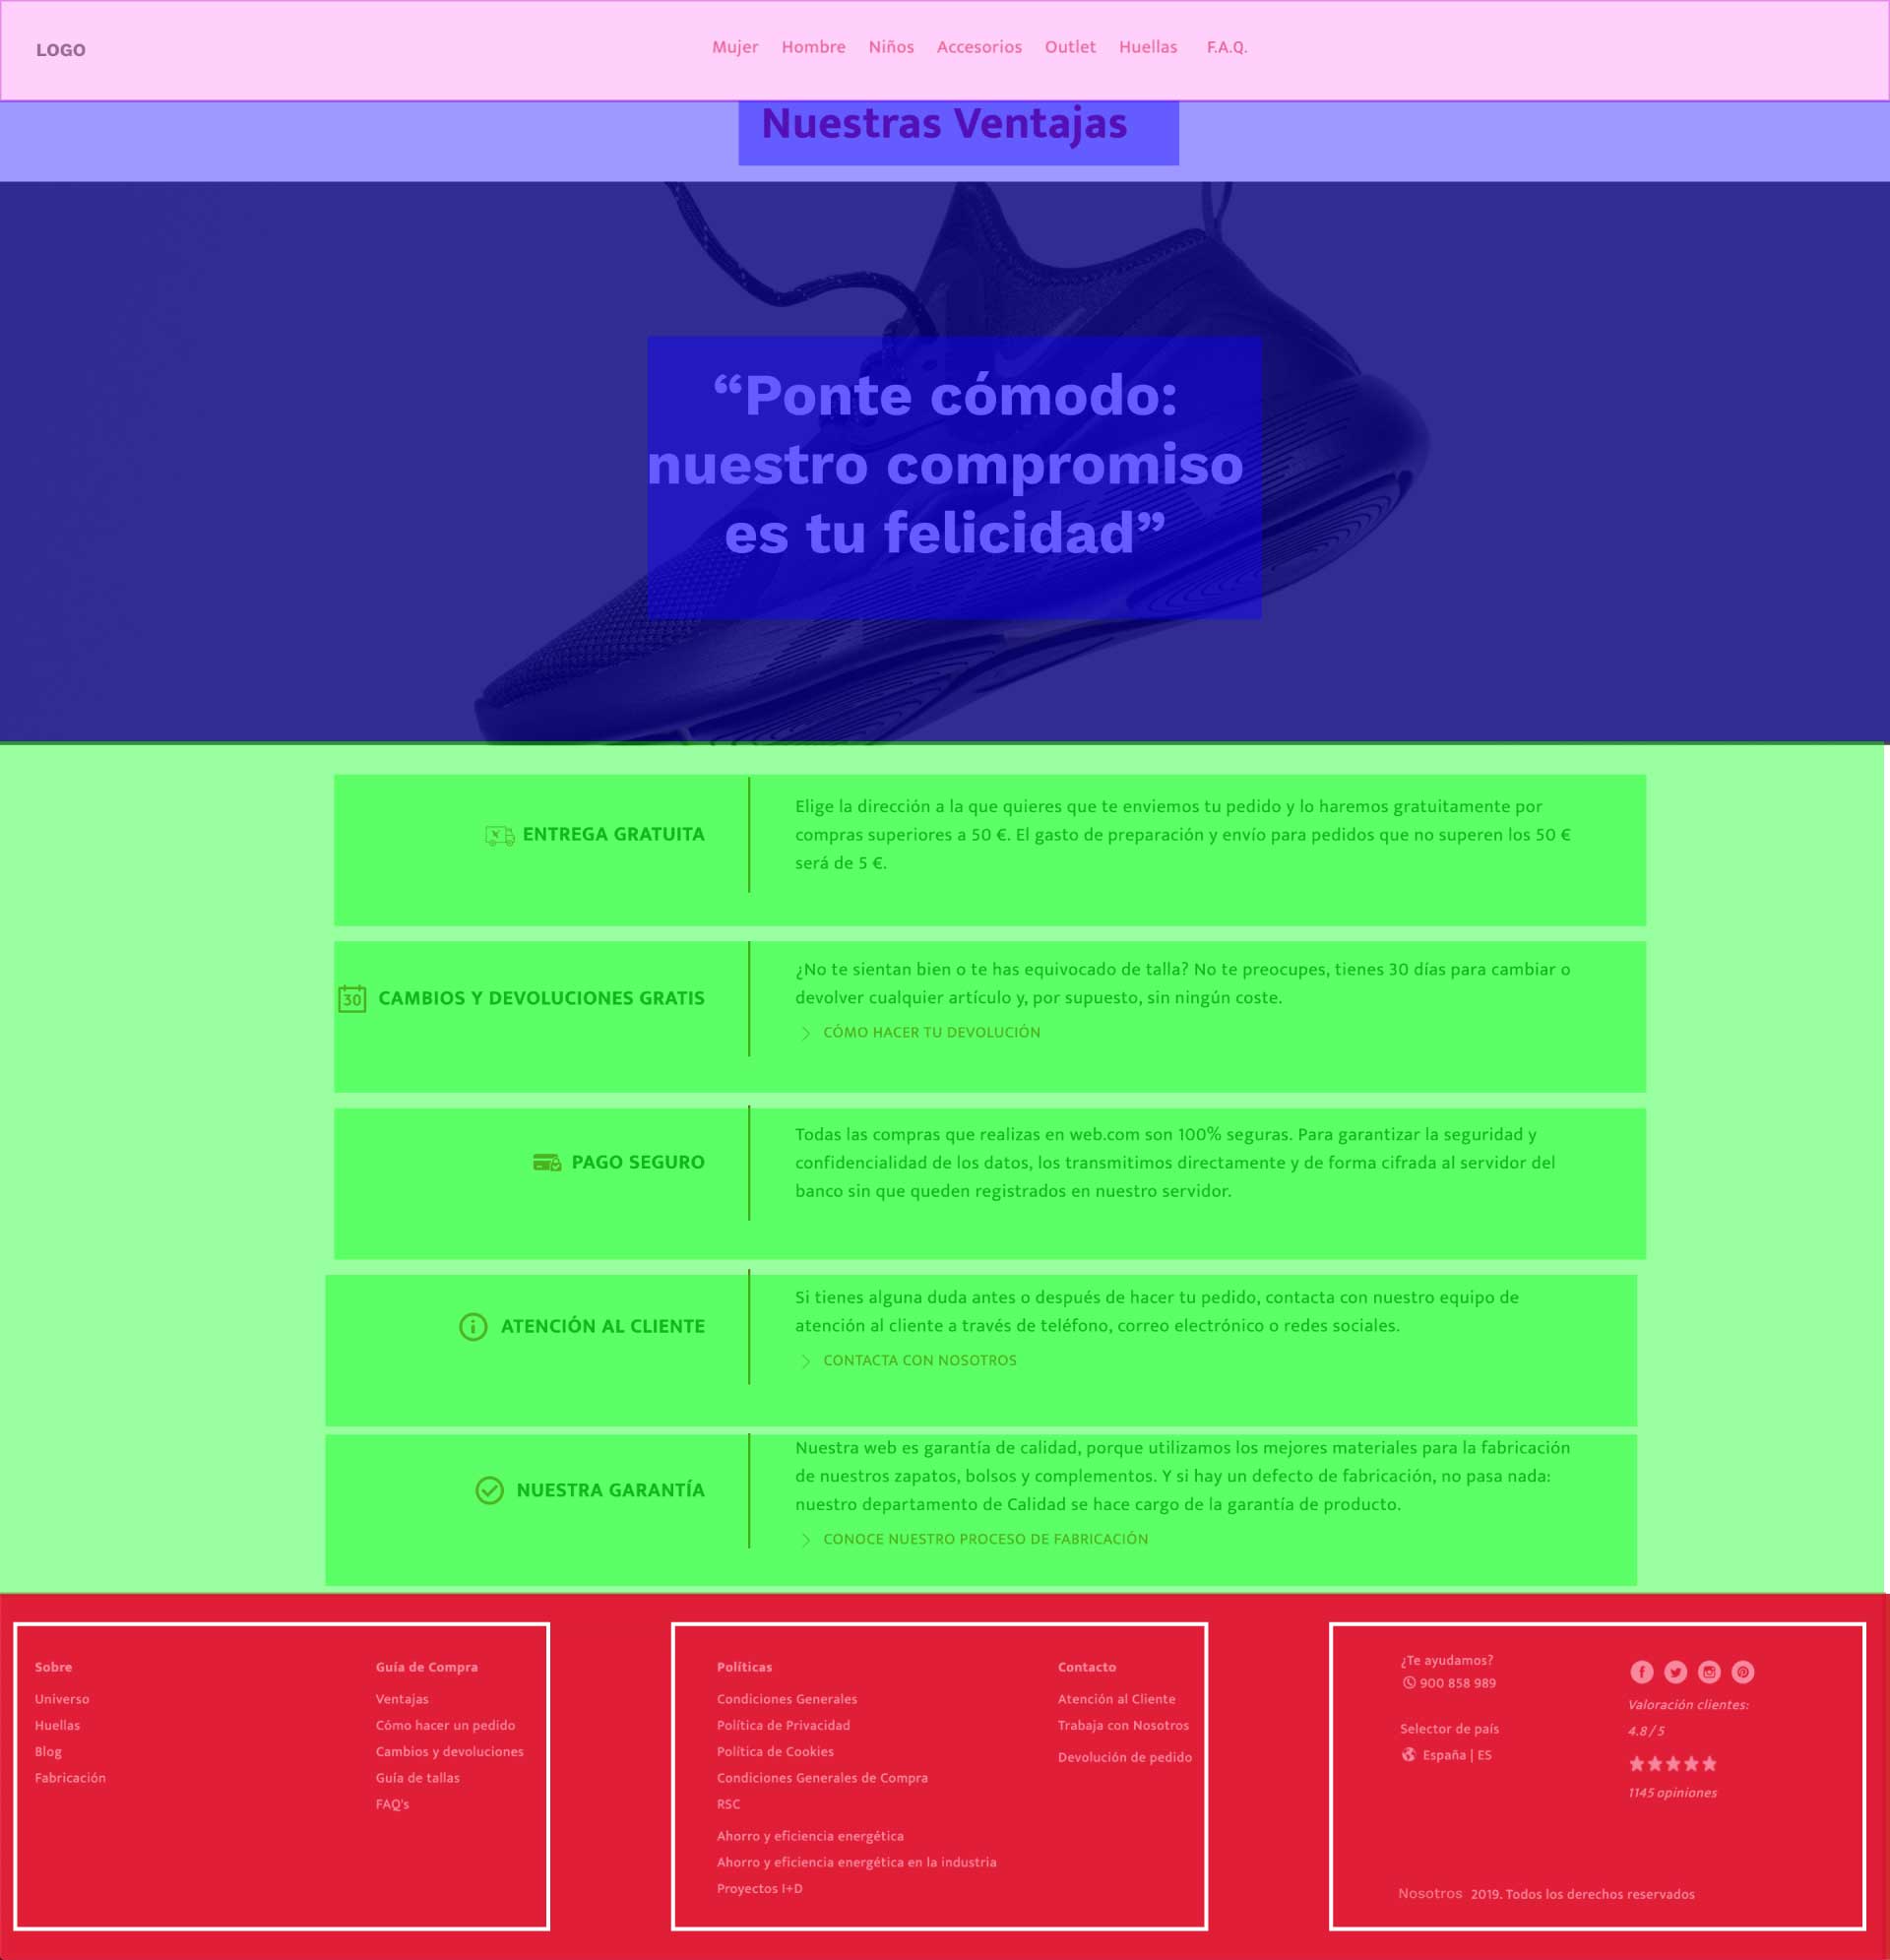 LOGO
Mujer Hombre Niños Accesorios Outlet Huellas F.A.Q.
Nuestras Ventajas
“Ponte cómodo:
nuestro compromiso
es tu felicidad”
ENTREGA GRATUITA
Elige la dirección a la que quieres que te enviemos tu pedido y lo haremos gratuitamente por
compras superiores a 50 €. El gasto de preparación y envío para pedidos que no superen los 50 €
será de 5 €.
30 CAMBIOS Y DEVOLUCIONES GRATIS
¿No te sientan bien o te has equivocado de talla? No te preocupes, tienes 30 días para cambiar o
devolver cualquier artículo y, por supuesto, sin ningún coste.
CÓMO HACER TU DEVOLUCIÓN
PAGO SEGURO
Todas las compras que realizas en web.com son 100% seguras. Para garantizar la seguridad y
confidencialidad de los datos, los transmitimos directamente y de forma cifrada al servidor del
banco sin que queden registrados en nuestro servidor.
ATENCIÓN AL CLIENTE
Si tienes alguna duda antes o después de hacer tu pedido, contacta con nuestro equipo de
atención al cliente a través de teléfono, correo electrónico o redes sociales.
CONTACTA CON NOSOTROS
NUESTRA GARANTÍA
Nuestra web es garantía de calidad, porque utilizamos los mejores materiales para la fabricación
de nuestros zapatos, bolsos y complementos. Y si hay un defecto de fabricación, no pasa nada:
nuestro departamento de Calidad se hace cargo de la garantía de producto.
CONOCE NUESTRO PROCESO DE FABRICACIÓN
Sobre
Universo
Huellas
Blog
Fabricación
Guía de Compra
Ventajas
Cómo hacer un pedido
Cambios y devoluciones
Guía de tallas
FAQ's
Políticas
Condiciones Generales
Política de Privacidad
Política de Cookies
Condiciones Generales de Compra
RSC
Ahorro y eficiencia energética
Ahorro y eficiencia energética en la industria
Proyectos I+D
Contacto
Atención al Cliente
Trabaja con Nosotros
Devolución de pedido
¿Te ayudamos?
900 858 989
Selector de país
España | ES
Valoración clientes:
4.8/5
1145 opiniones
Nosotros 2019. Todos los derechos reservados